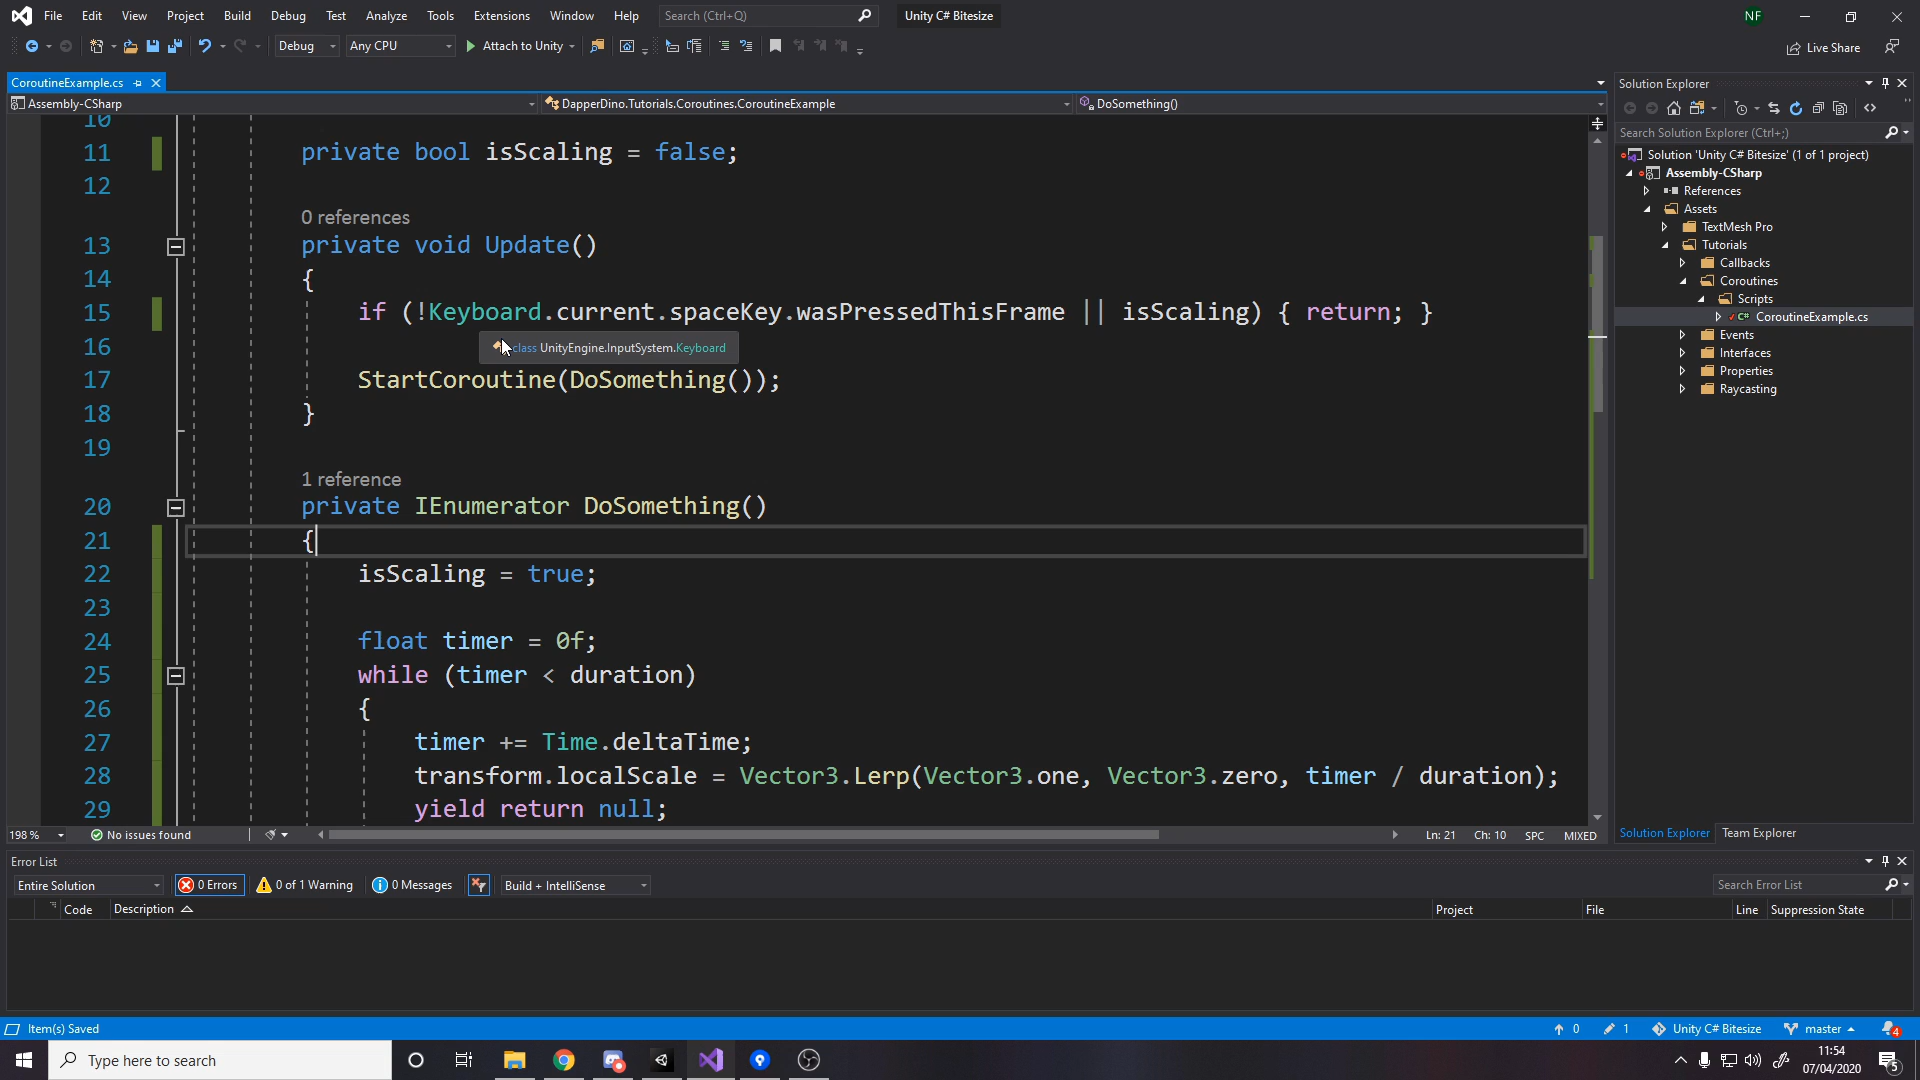 File Edit View Project Build Debug Test Analyze Tools Extensions Window Help Search (Ctrl+Q) Unity C# Bitesize NF
Debug Any CPU Attach to Unity Live Share
CoroutineExample.cs
Assembly-CSharp DapperDino.Tutorials.Coroutines.CoroutineExample DoSomething()
10
11 private bool isScaling = false;
12
0 references
13 private void Update()
14 {
15 if (!Keyboard.current.spaceKey.wasPressedThisFrame || isScaling) { return; }
16 class UnityEngine.InputSystem.Keyboard
17 StartCoroutine(DoSomething());
18 }
19
1 reference
20 private IEnumerator DoSomething()
21 {
22 isScaling = true;
23
24 float timer = 0f;
25 while (timer < duration)
26 {
27 timer += Time.deltaTime;
28 transform.localScale = Vector3.Lerp(Vector3.one, Vector3.zero, timer / duration);
29 yield return null;
198 % No issues found Ln: 21 Ch: 10 SPC MIXED
Solution Explorer
Search Solution Explorer (Ctrl+;)
Solution 'Unity C# Bitesize' (1 of 1 project)
Assembly-CSharp
References
Assets
TextMesh Pro
Tutorials
Callbacks
Coroutines
Scripts
C# CoroutineExample.cs
Events
Interfaces
Properties
Raycasting
Solution Explorer Team Explorer
Error List
Entire Solution 0 Errors 0 of 1 Warning 0 Messages Build + IntelliSense Search Error List
Code Description Project File Line Suppression State
Item(s) Saved 0 1 Unity C# Bitesize master 4
Type here to search 11:54
07/04/2020 5